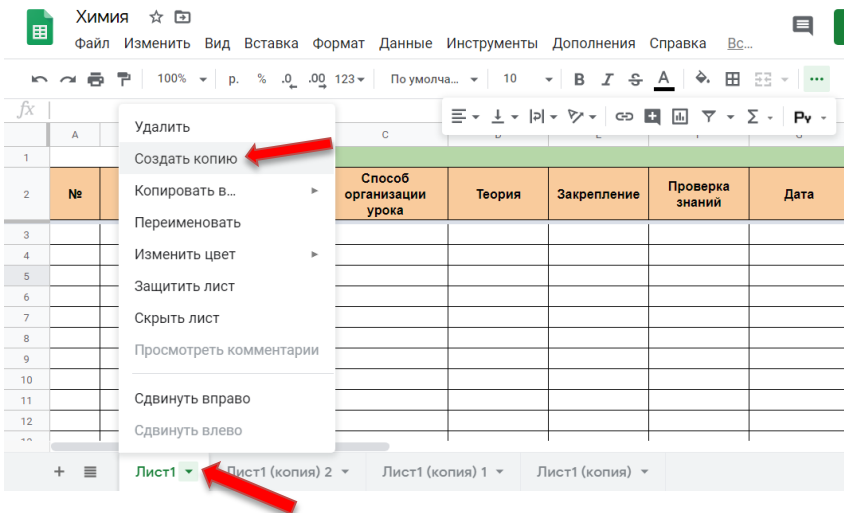 Химия
Файл Изменить Вид Вставка Формат Данные Инструменты Дополнения Справка Вс...
100% р. % .0 .00 123 По умолча... 10 B I S A
fx
Σ Ру
A C
1
2 № Способ организации урока Теория Закрепление Проверка знаний Дата
3
4
5
6
7
8
9
10
11
12
Удалить
Создать копию
Копировать в...
Переименовать
Изменить цвет
Защитить лист
Скрыть лист
Просмотреть комментарии
Сдвинуть вправо
Сдвинуть влево
+ Лист1 Лист1 (копия) 2 Лист1 (копия) 1 Лист1 (копия)